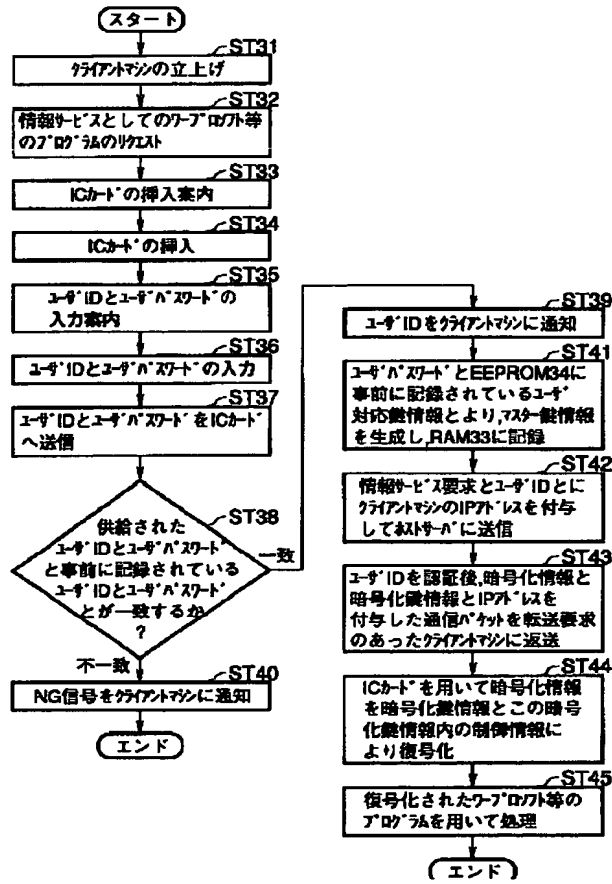 スタート
ST31
クライアントマシンの立上げ
ST32
情報サービスとしてのワープロソフト等
のプログラムのリクエスト
ST33
ICカードの挿入案内
ST34
ICカードの挿入
ST35
ユーザIDとユーザパスワードの
入力案内
ST36
ユーザIDとユーザパスワードの入力
ST37
ユーザIDとユーザパスワードをICカード
へ送信
ST38
供給された
ユーザIDとユーザパスワード
と事前に記録されている
ユーザIDとユーザパスワード
とが一致するか
?
一致
不一致
ST40
NG信号をクライアントマシンに通知
エンド
ST39
ユーザIDをクライアントマシンに通知
ST41
ユーザパスワードとEEPROM34に
事前に記録されているユーザ
対応鍵情報とより,マスター鍵情報
を生成し,RAM33に記録
ST42
情報サービス要求とユーザIDとに
クライアントマシンのIPアドレスを付与
してホストサーバに送信
ST43
ユーザIDを認証後,暗号化情報と
暗号化鍵情報とIPアドレスを
付与した通信パケットを転送要求
のあったクライアントマシンに返送
ST44
ICカードを用いて暗号化情報
を暗号化鍵情報とこの暗号
化鍵情報内の制御情報に
より復号化
ST45
復号化されたワープロソフト等の
プログラムを用いて処理
エンド